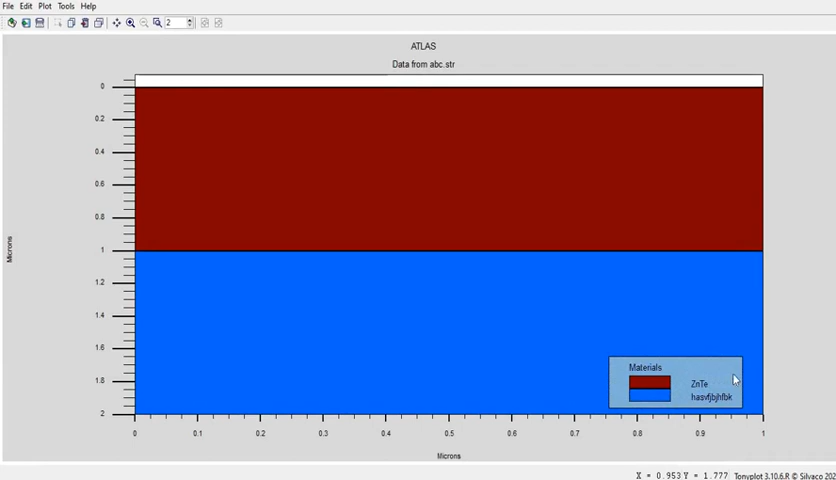 File Edit Plot Tools Help
2
ATLAS
Data from abc.str
0
0.2
0.4
0.6
0.8
1
1.2
1.4
1.6
1.8
2
Microns
Materials
ZnTe
hasvfjbjhfbk
0 0.1 0.2 0.3 0.4 0.5 0.6 0.7 0.8 0.9 1
Microns
X = 0.953 Y = 1.777 Tonyplot 3.10.6.R © Silvaco 202